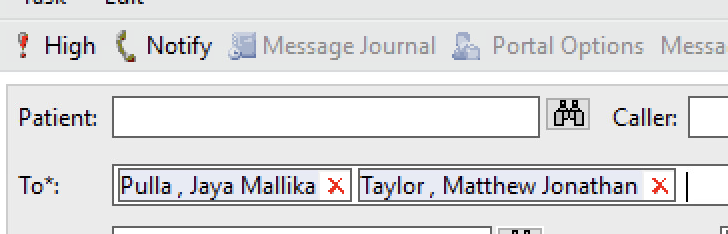 Task Edit
High Notify Message Journal Portal Options Messa
Patient: Caller:
To*: Pulla , Jaya Mallika Taylor , Matthew Jonathan